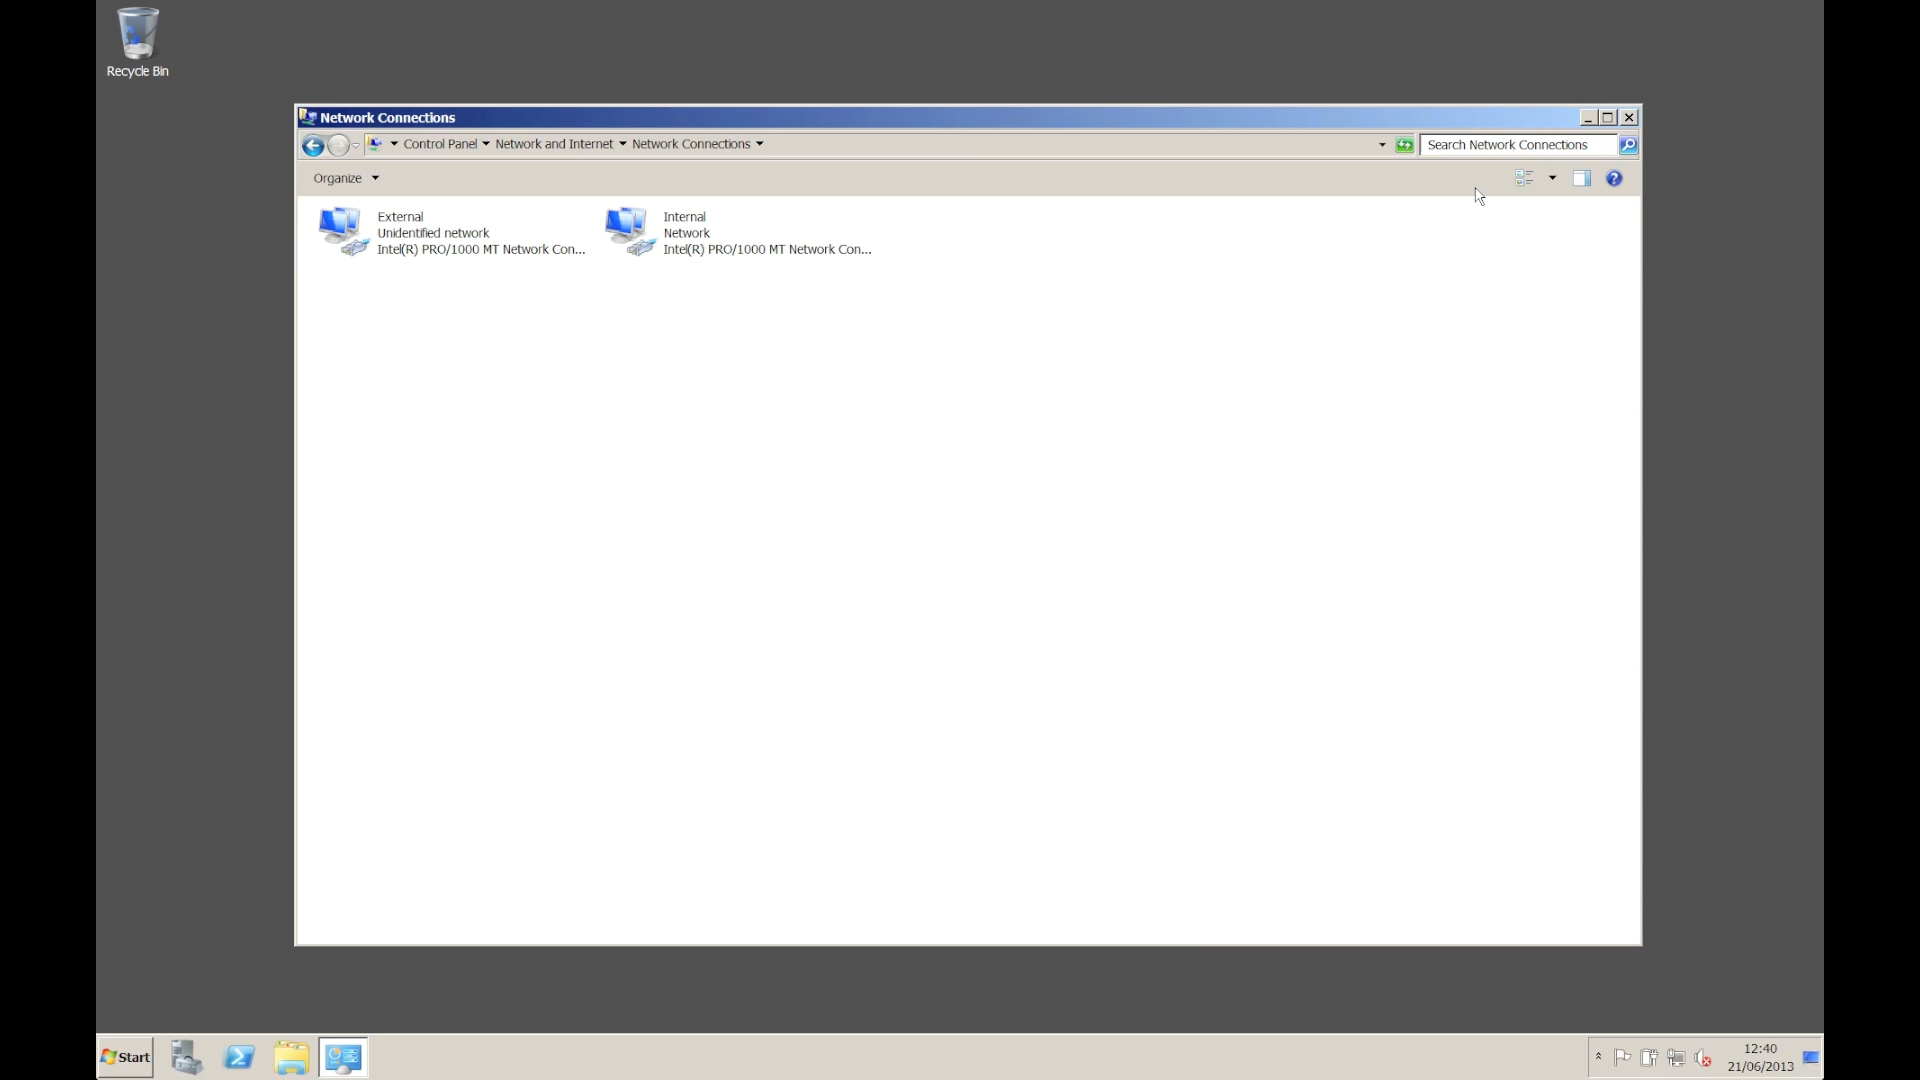 Recycle Bin
Network Connections
Control Panel Network and Internet Network Connections
Search Network Connections
Organize
External
Unidentified network
Intel(R) PRO/1000 MT Network Con...
Internal
Network
Intel(R) PRO/1000 MT Network Con...
Start
12:40
21/06/2013